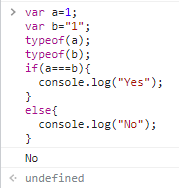 > var a=1;
var b="1";
typeof(a);
typeof(b);
if(a===b){
  console.log("Yes");
}
else{
  console.log("No");
}
No
< undefined